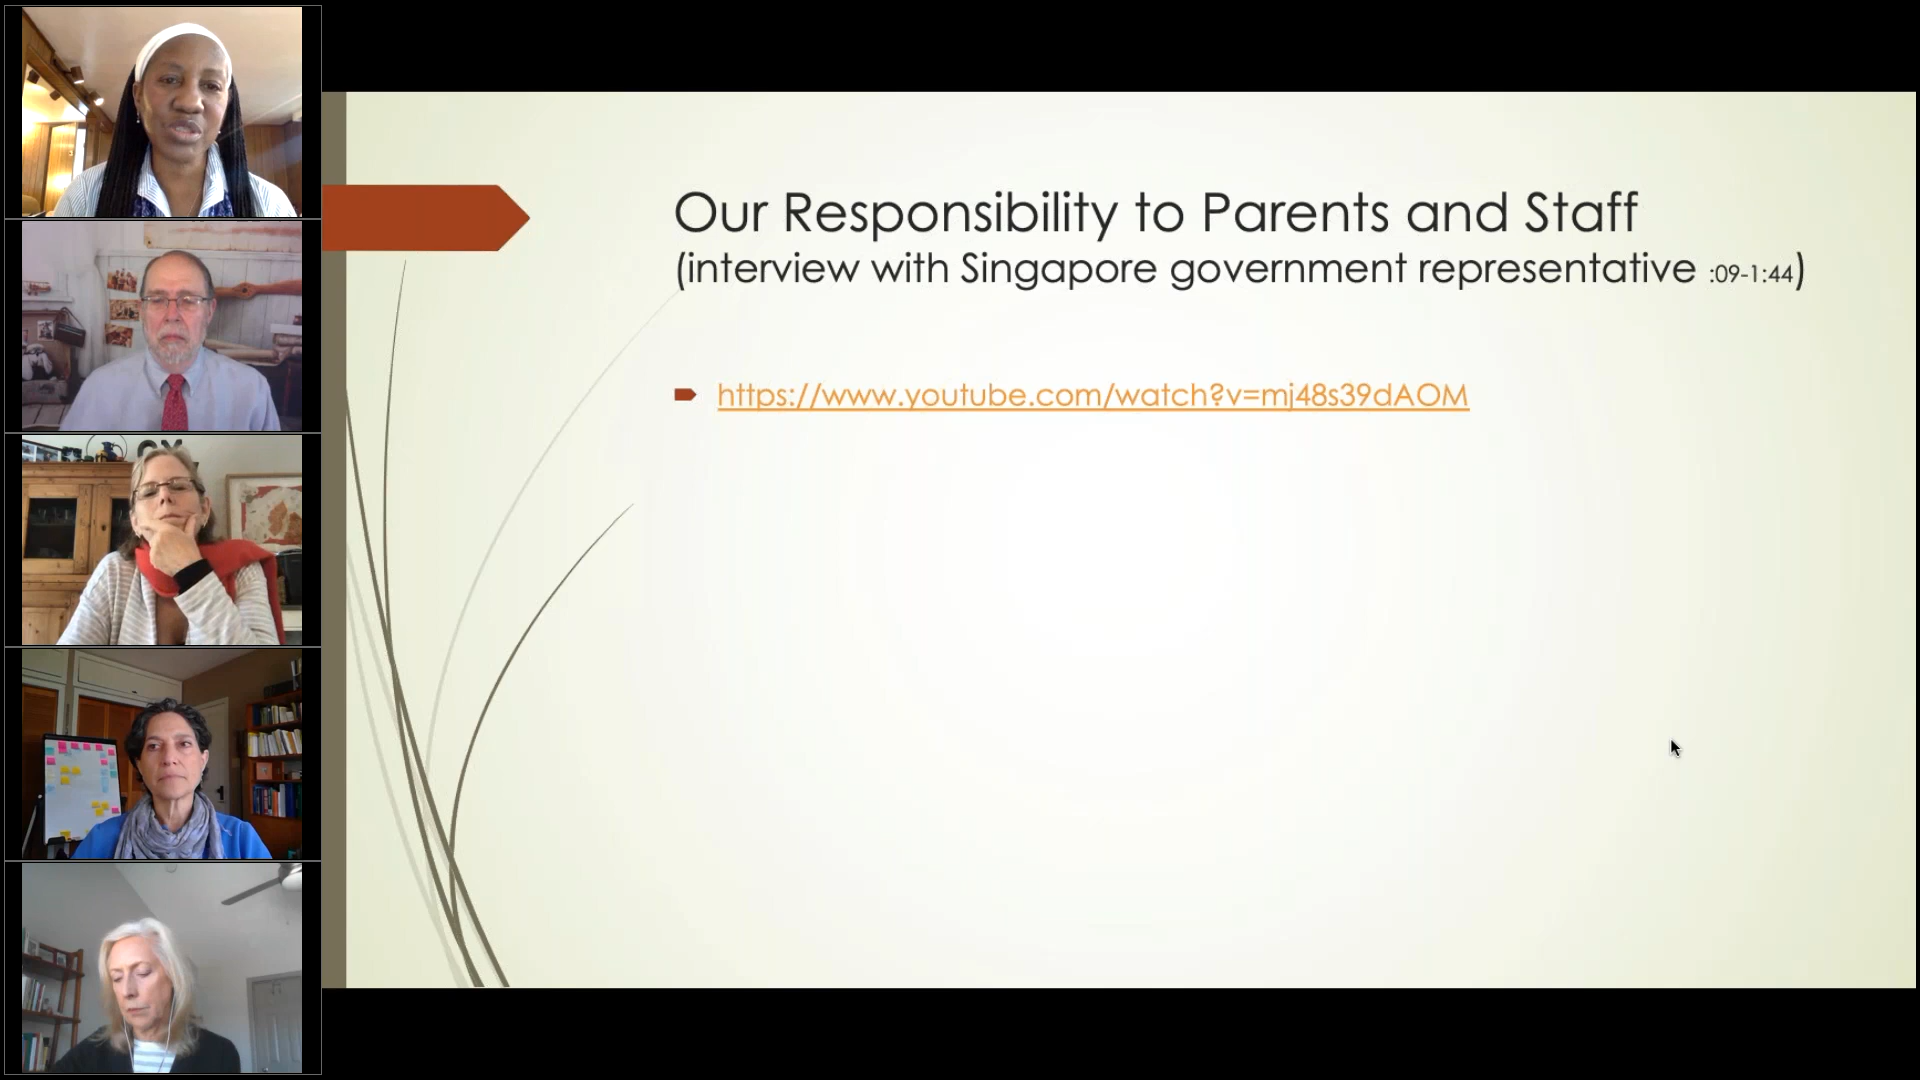 Our Responsibility to Parents and Staff
(interview with Singapore government representative :09-1:44)
https://www.youtube.com/watch?v=mj48s39dAOM